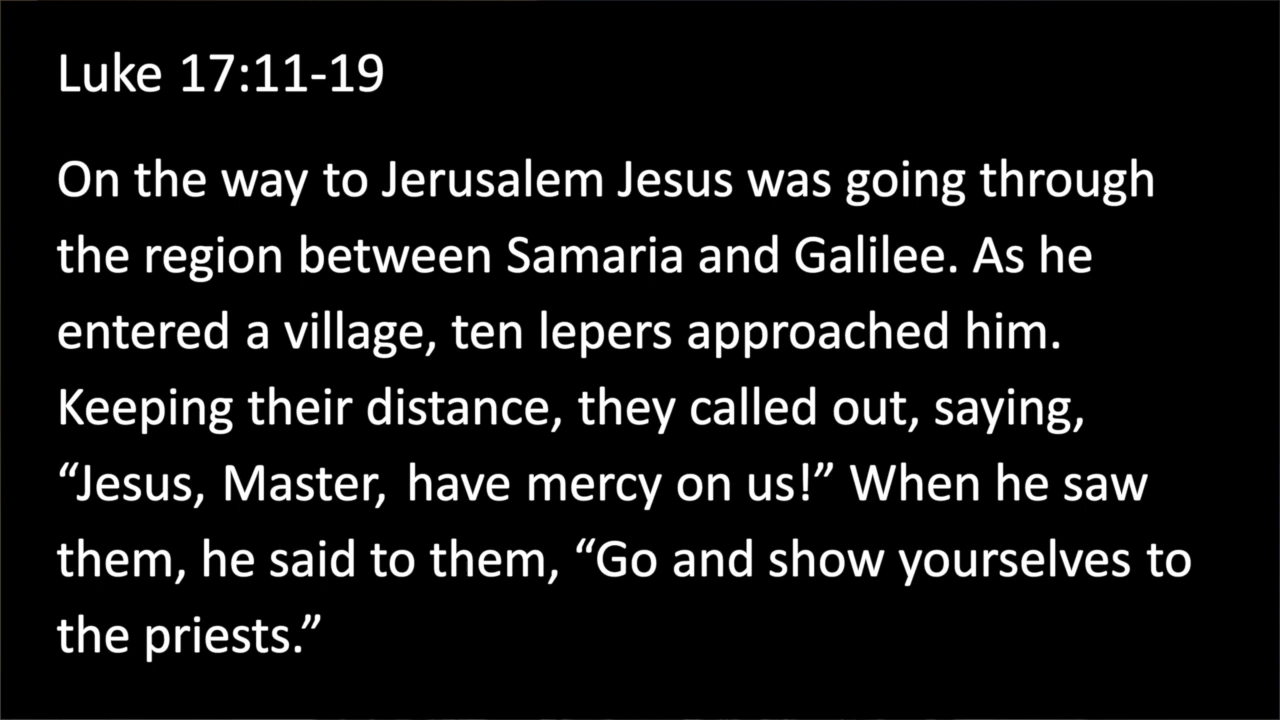 Luke 17:11-19
On the way to Jerusalem Jesus was going through
the region between Samaria and Galilee. As he
entered a village, ten lepers approached him.
Keeping their distance, they called out, saying,
“Jesus, Master, have mercy on us!” When he saw
them, he said to them, “Go and show yourselves to
the priests.”